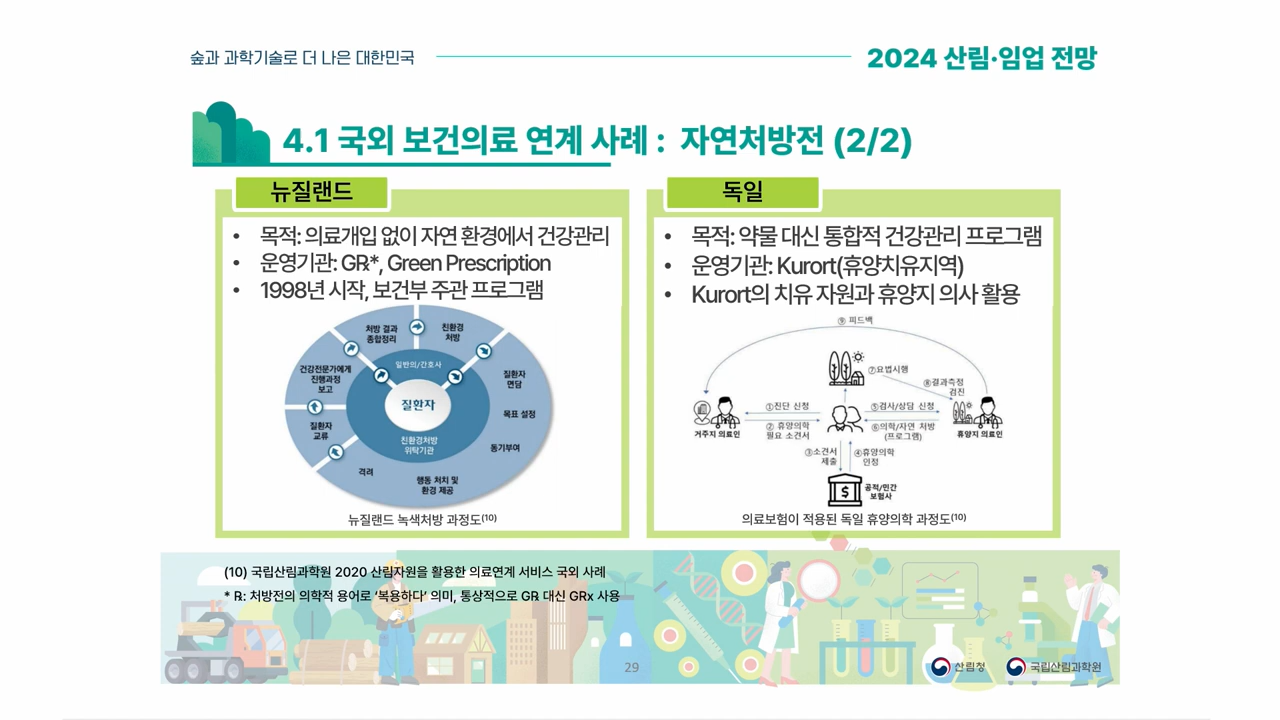 숲과 과학기술로 더 나은 대한민국
2024 산림·임업 전망
4.1 국외 보건의료 연계 사례 : 자연처방전 (2/2)
뉴질랜드
• 목적: 의료개입 없이 자연 환경에서 건강관리
• 운영기관: GR*, Green Prescription
• 1998년 시작, 보건부 주관 프로그램
처방 결과
종합정리
친환경
처방
건강전문가에게
진행과정
보고
일반의/간호사
질환자
면담
질환자
목표 설정
질환자
교류
친환경처방
위탁기관
동기부여
격려
행동 처치 및
환경 제공
뉴질랜드 녹색처방 과정도(10)
독일
• 목적: 약물 대신 통합적 건강관리 프로그램
• 운영기관: Kurort(휴양치유지역)
• Kurort의 치유 자원과 휴양지 의사 활용
⑨ 피드백
⑦요법시행
⑧결과측정
검진
①진단 신청
⑤검사/상담 신청
거주지 의료인
② 휴양의학
필요 소견서
⑥의학/자연 처방
(프로그램)
휴양지 의료인
③소견서
제출
④휴양의학
인정
공적/민간
보험사
의료보험이 적용된 독일 휴양의학 과정도(10)
(10) 국립산림과학원 2020 산림자원을 활용한 의료연계 서비스 국외 사례
* R: 처방전의 의학적 용어로 ‘복용하다’ 의미, 통상적으로 GR 대신 GRx 사용
29
산림청
국립산림과학원